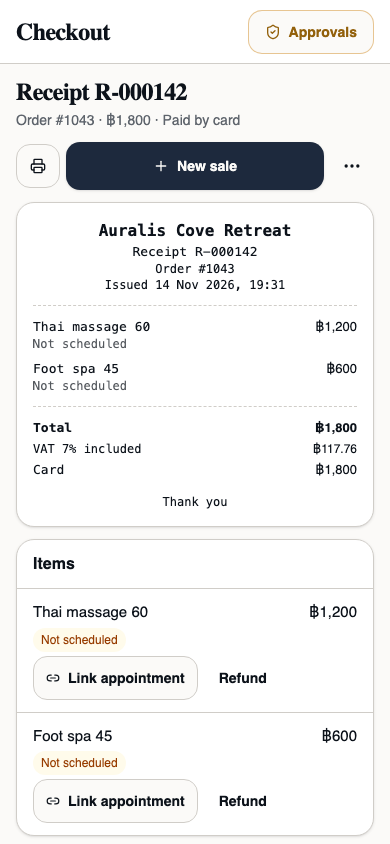 Checkout
Approvals
Receipt R-000142
Order #1043 · ฿1,800 · Paid by card
New sale
Auralis Cove Retreat
Receipt R-000142
Order #1043
Issued 14 Nov 2026, 19:31
Thai massage 60 ฿1,200
Not scheduled
Foot spa 45 ฿600
Not scheduled
Total ฿1,800
VAT 7% included ฿117.76
Card ฿1,800
Thank you
Items
Thai massage 60 ฿1,200
Not scheduled
Link appointment Refund
Foot spa 45 ฿600
Not scheduled
Link appointment Refund